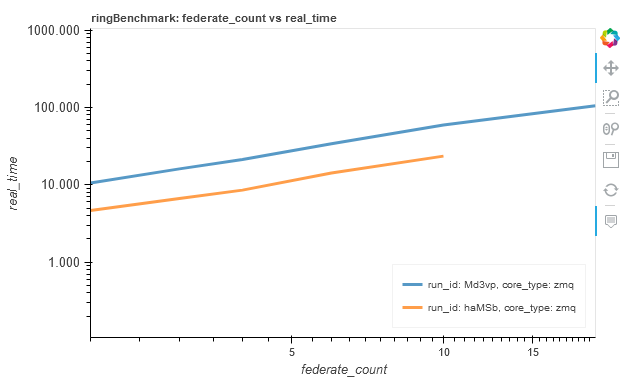 ringBenchmark: federate_count vs real_time
1000.000
100.000
10.000
1.000
real_time
run_id: Md3vp, core_type: zmq
run_id: haMSb, core_type: zmq
5
10
15
federate_count